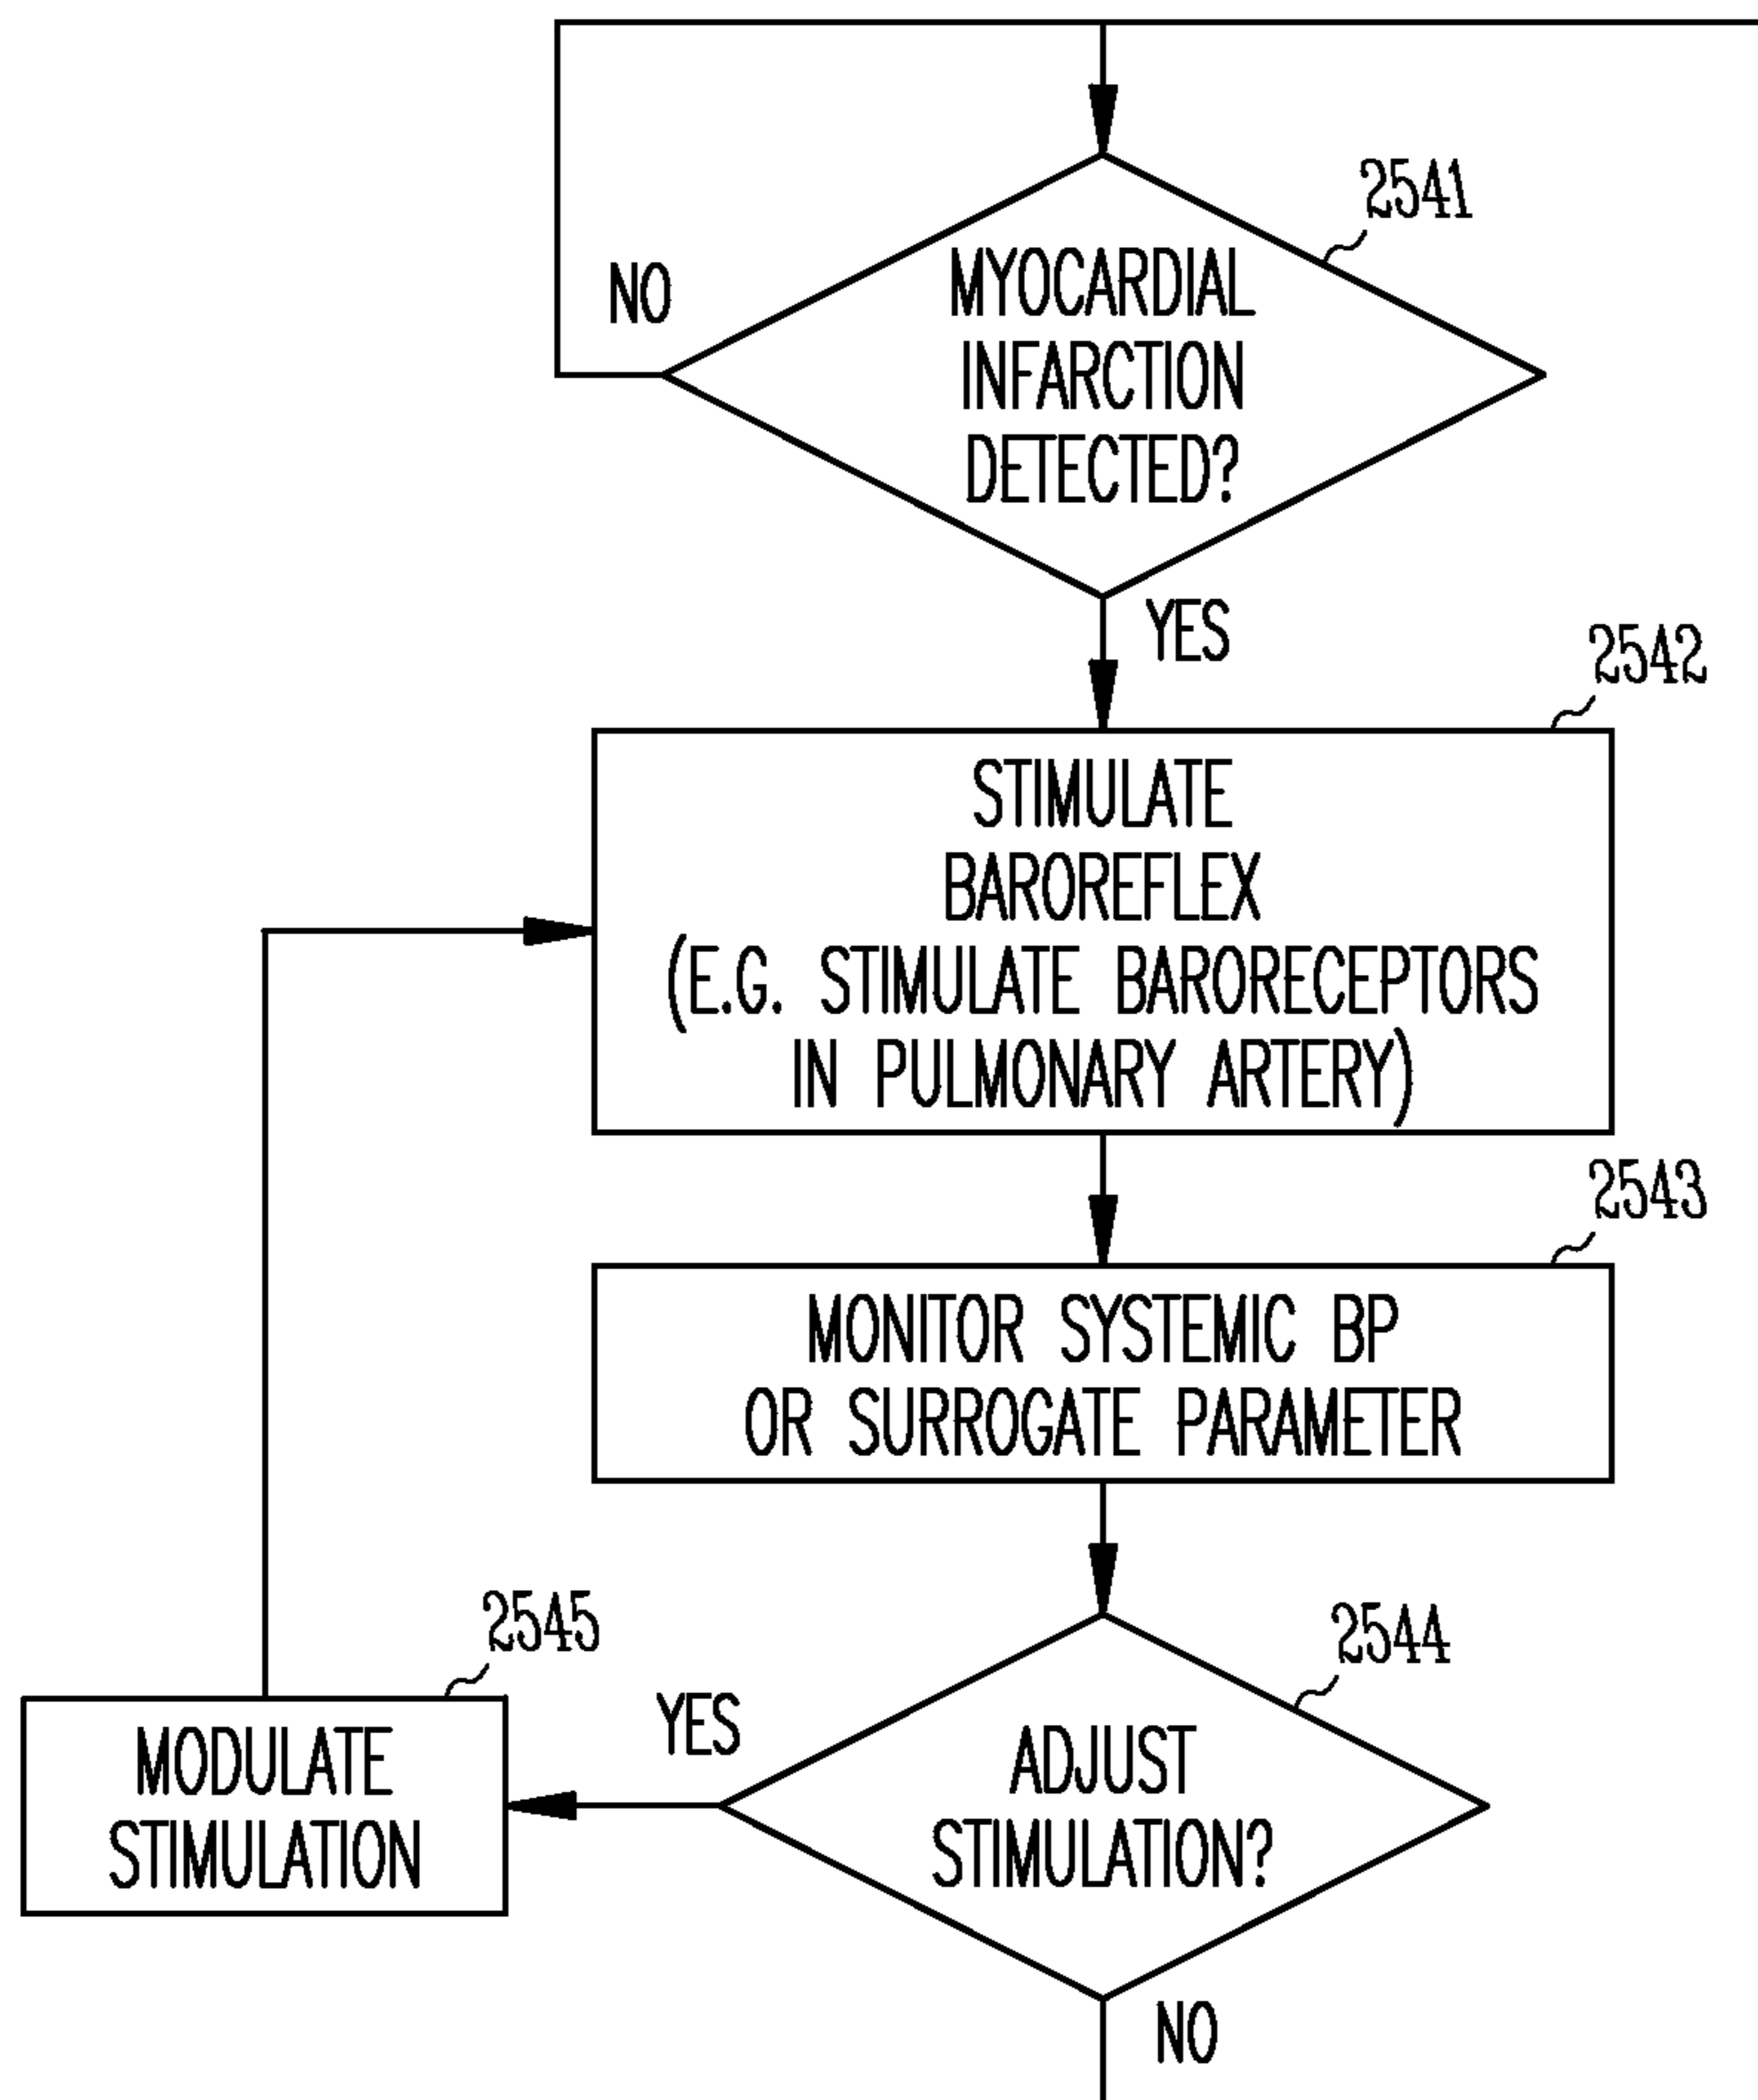 2541
NO
MYOCARDIAL
INFARCTION
DETECTED?
YES
2542
STIMULATE
BAROREFLEX
(E.G. STIMULATE BARORECEPTORS
IN PULMONARY ARTERY)
2543
MONITOR SYSTEMIC BP
OR SURROGATE PARAMETER
2545
2544
YES
MODULATE
STIMULATION
ADJUST
STIMULATION?
NO